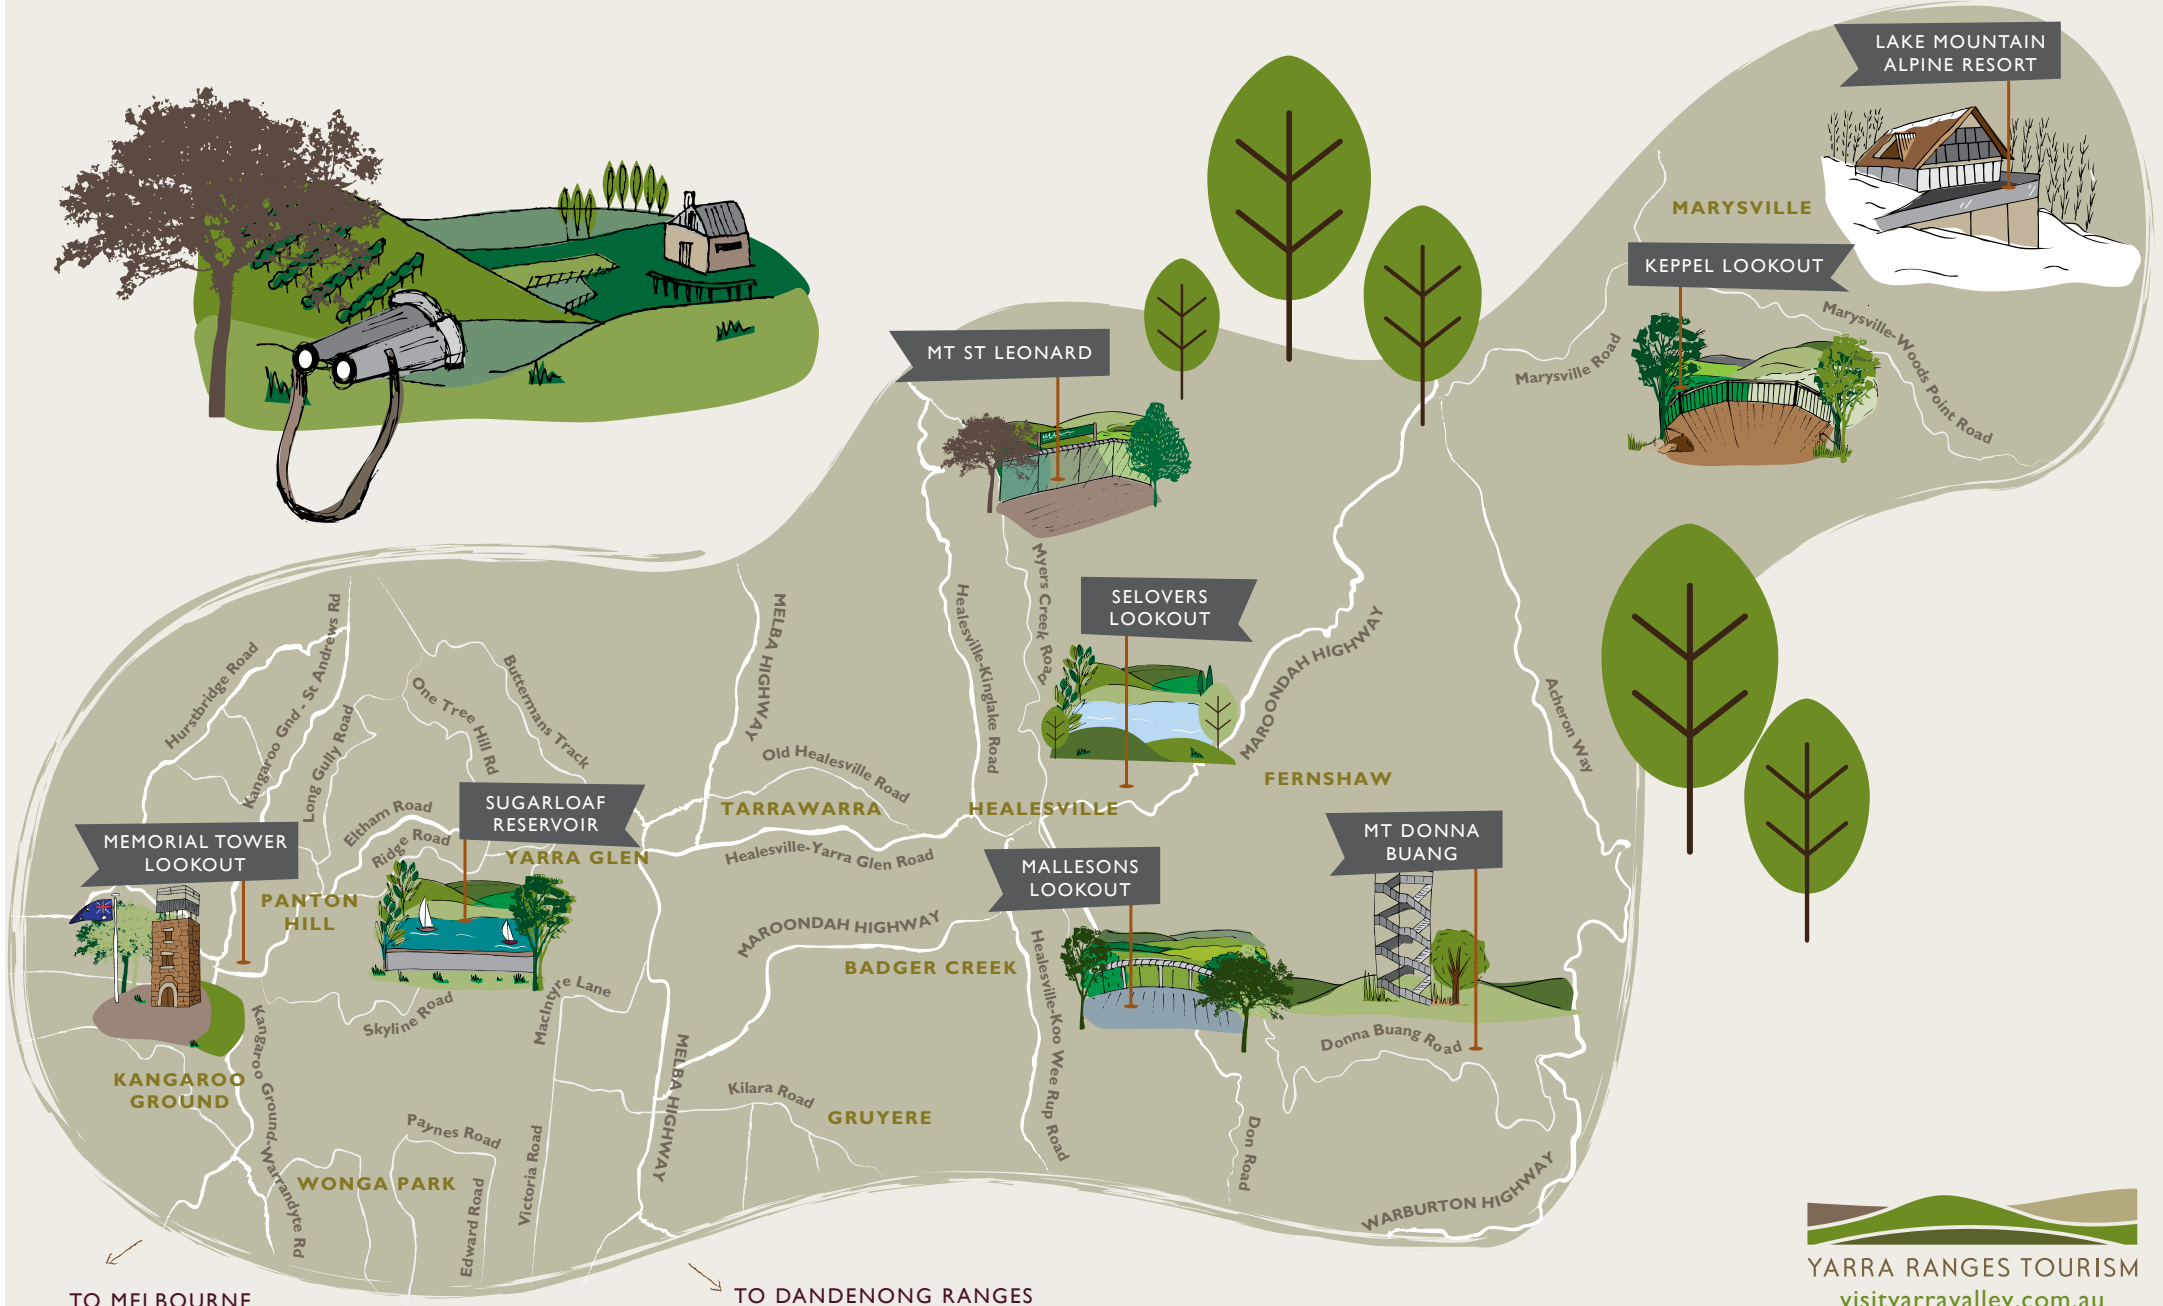 LAKE MOUNTAIN
ALPINE RESORT
MARYSVILLE
KEPPEL LOOKOUT
Marysville-Woods Point Road
Marysville Road
MT ST LEONARD
Myers Creek Road
Healesville-Kinglake Road
SELOVERS
LOOKOUT
MAROONDAH HIGHWAY
Acheron Way
MELBA HIGHWAY
Hurstbridge Road
Kangaroo Gnd - St Andrews Rd
Long Gully Road
One Tree Hill Rd
Buttermans Track
Old Healesville Road
FERNSHAW
TARRAWARRA
HEALESVILLE
SUGARLOAF
RESERVOIR
Eltham Road
Ridge Road
YARRA GLEN
Healesville-Yarra Glen Road
MEMORIAL TOWER
LOOKOUT
MT DONNA
BUANG
MALLESONS
LOOKOUT
PANTON
HILL
MAROONDAH HIGHWAY
BADGER CREEK
Skyline Road
MacIntyre Lane
Healesville-Koo Wee Rup Road
Donna Buang Road
KANGAROO
GROUND
Kangaroo Ground-Warrandyte Rd
MELBA HIGHWAY
Kilara Road
GRUYERE
Paynes Road
Victoria Road
Edward Road
WONGA PARK
Don Road
WARBURTON HIGHWAY
TO MELBOURNE
TO DANDENONG RANGES
YARRA RANGES TOURISM
visityarravalley.com.au